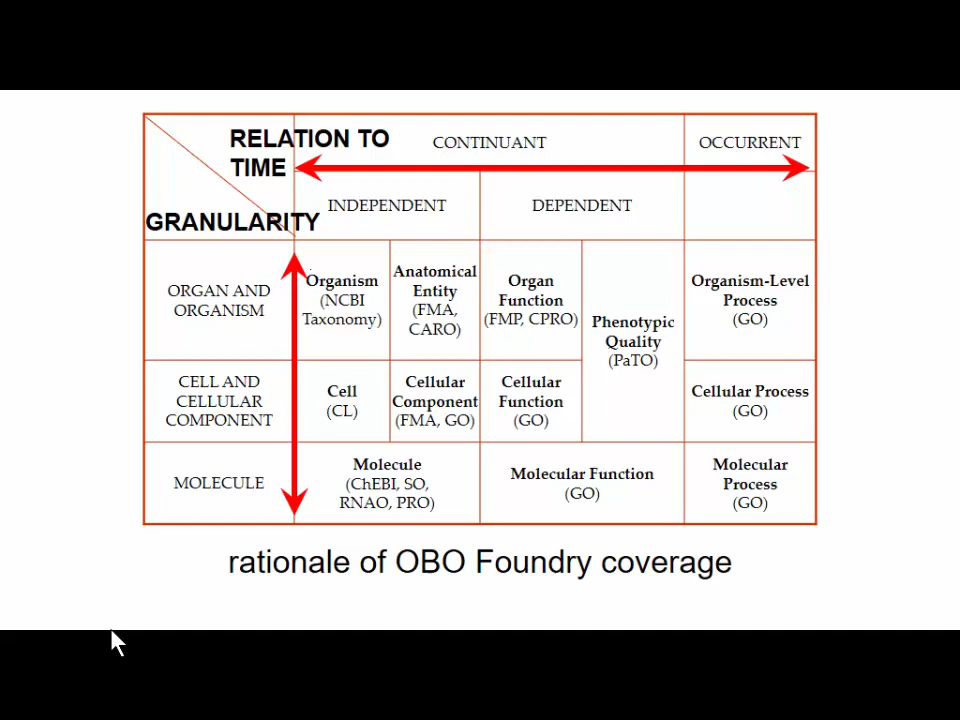 RELATION TO
TIME
CONTINUANT
OCCURRENT
GRANULARITY
INDEPENDENT
DEPENDENT
ORGAN AND
ORGANISM
Organism
(NCBI
Taxonomy)
Anatomical
Entity
(FMA,
CARO)
Organ
Function
(FMP, CPRO)
Phenotypic
Quality
(PaTO)
Organism-Level
Process
(GO)
CELL AND
CELLULAR
COMPONENT
Cell
(CL)
Cellular
Component
(FMA, GO)
Cellular
Function
(GO)
Cellular Process
(GO)
MOLECULE
Molecule
(ChEBI, SO,
RNAO, PRO)
Molecular Function
(GO)
Molecular
Process
(GO)
rationale of OBO Foundry coverage